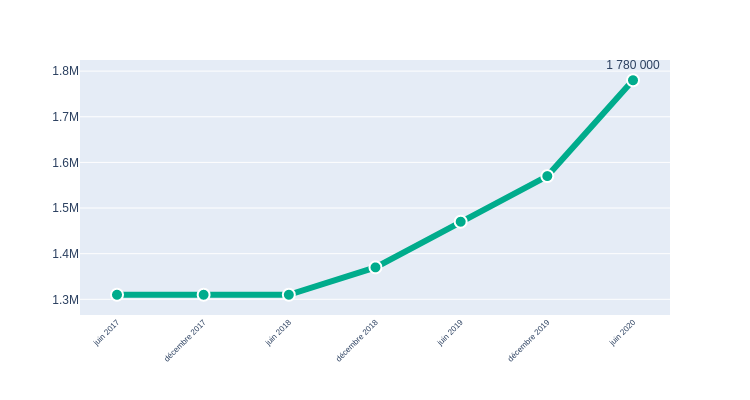 1 780 000
1.8M
1.7M
1.6M
1.5M
1.4M
1.3M
juin 2017
décembre 2017
juin 2018
décembre 2018
juin 2019
décembre 2019
juin 2020